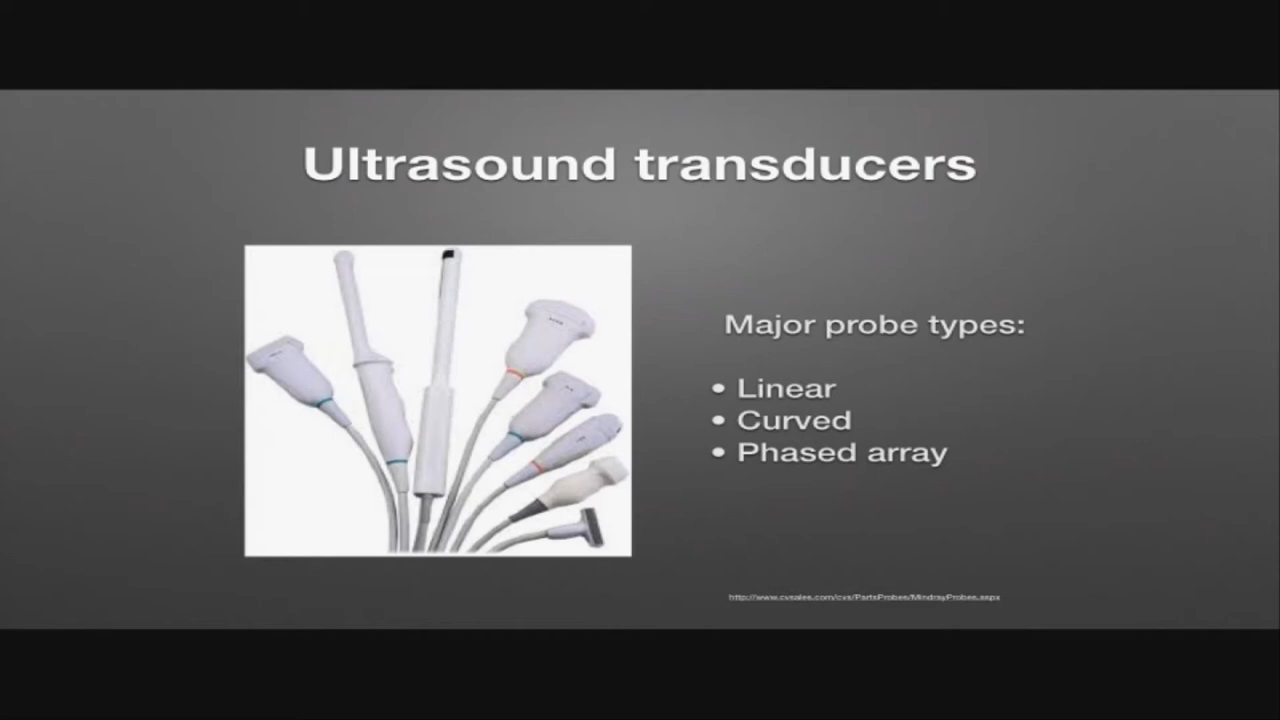 Ultrasound transducers
Major probe types:
• Linear
• Curved
• Phased array
http://www.cvsales.com/cvs/PartsProbes/MindrayProbes.aspx